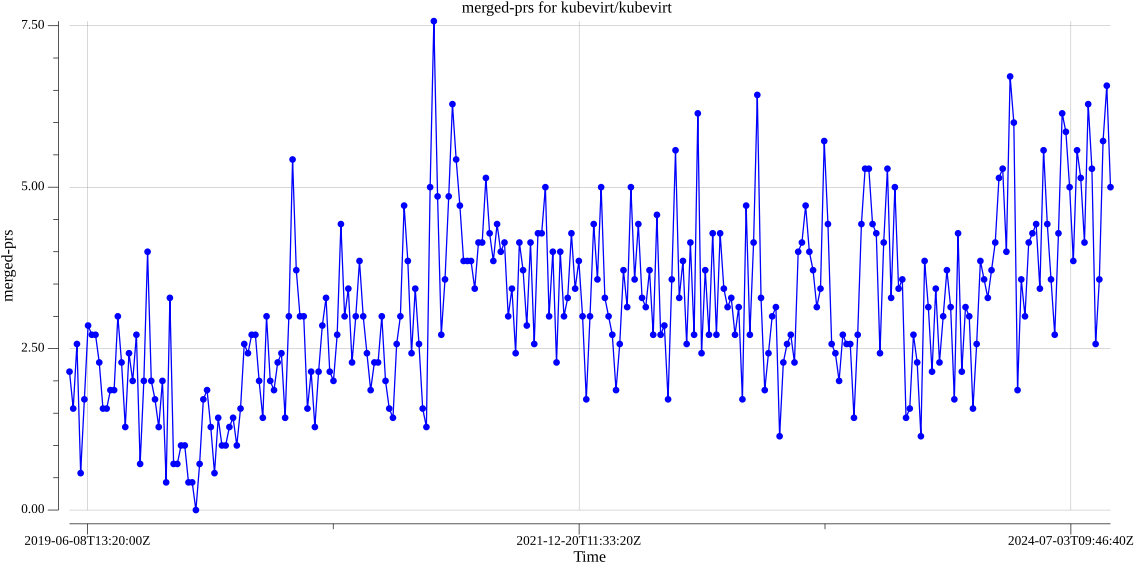 merged-prs for kubevirt/kubevirt
7.50
5.00
merged-prs
2.50
0.00
2019-06-08T13:20:00Z
2021-12-20T11:33:20Z
2024-07-03T09:46:40Z
Time